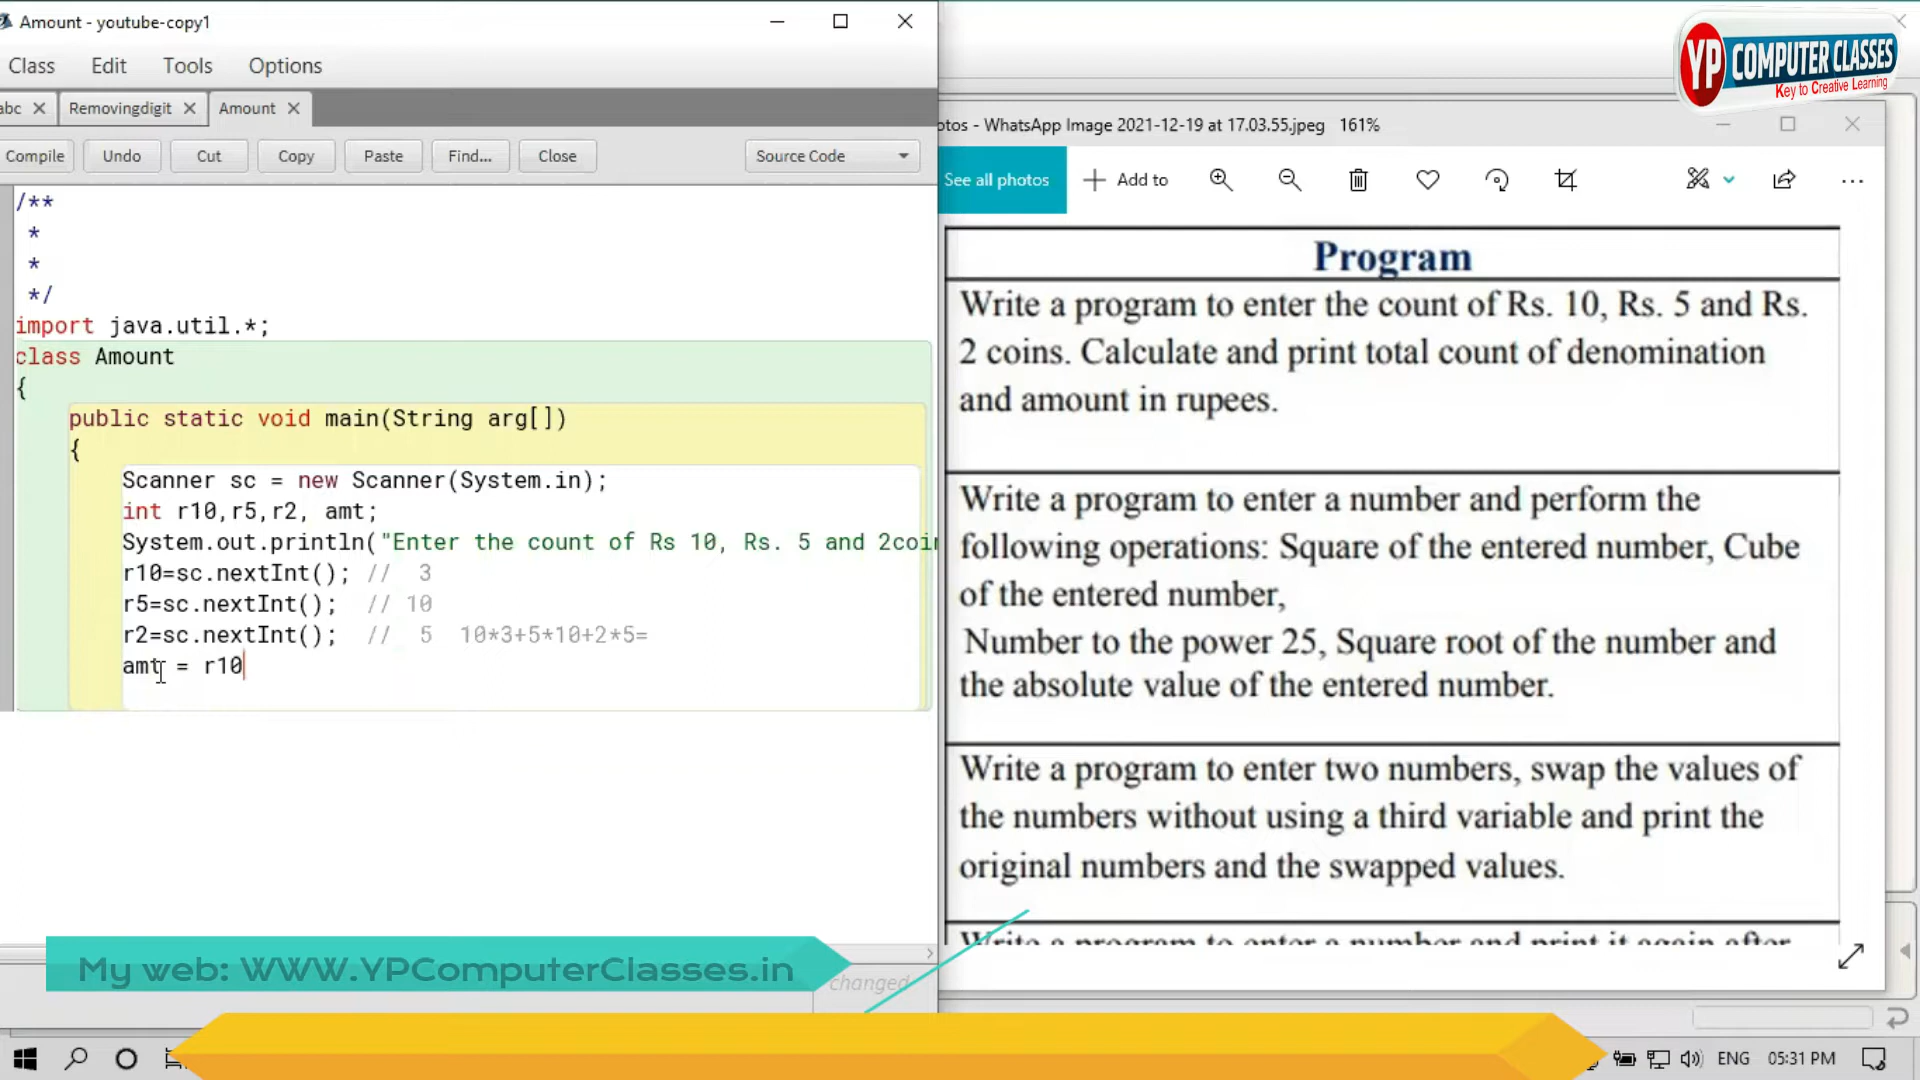 Amount - youtube-copy1
Class Edit Tools Options
abc Removingdigit Amount
Compile Undo Cut Copy Paste Find... Close Source Code
/**
*
*
*/
import java.util.*;
class Amount
{
public static void main(String arg[])
{
Scanner sc = new Scanner(System.in);
int r10,r5,r2, amt;
System.out.println("Enter the count of Rs 10, Rs. 5 and 2coi
r10=sc.nextInt(); // 3
r5=sc.nextInt(); // 10
r2=sc.nextInt(); // 5 10*3+5*10+2*5=
amt = r10
changed
YP COMPUTER CLASSES
Key to Creative Learning
otos - WhatsApp Image 2021-12-19 at 17.03.55.jpeg 161%
See all photos Add to
Program
Write a program to enter the count of Rs. 10, Rs. 5 and Rs.
2 coins. Calculate and print total count of denomination
and amount in rupees.
Write a program to enter a number and perform the
following operations: Square of the entered number, Cube
of the entered number,
Number to the power 25, Square root of the number and
the absolute value of the entered number.
Write a program to enter two numbers, swap the values of
the numbers without using a third variable and print the
original numbers and the swapped values.
Write a program to enter a number and print it again after
My web: WWW.YPComputerClasses.in
ENG 05:31 PM